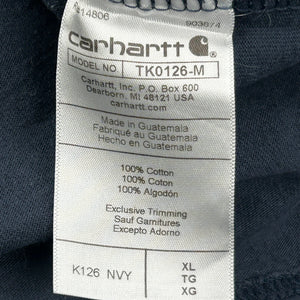 14806
903674
carhartt
MODEL NO TK0126-M
Carhartt, Inc. P.O. Box 600
Dearborn, MI 48121 USA
carhartt.com
Made in Guatemala
Fabriqué au Guatemala
Hecho en Guatemala
100% Cotton
100% Cotton
100% Algodón
Exclusive Trimming
Sauf Garnitures
Excepto Adorno
K126 NVY
XL
TG
XG